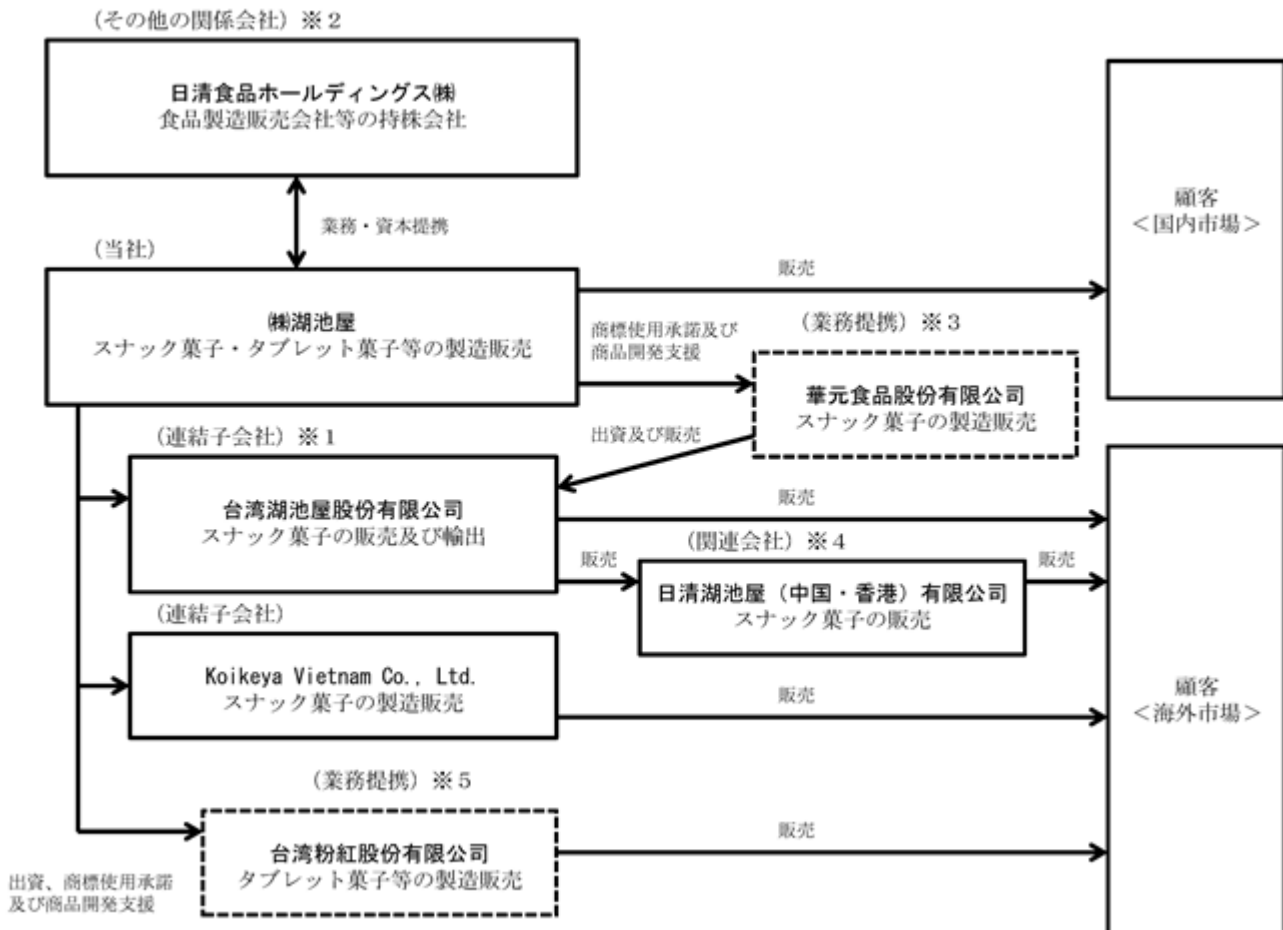 (その他の関係会社)※2
日清食品ホールディングス㈱
食品製造販売会社等の持株会社
業務・資本提携
(当社)
㈱湖池屋
スナック菓子・タブレット菓子等の製造販売
販売
顧客
<国内市場>
商標使用承諾及び
商品開発支援
(業務提携)※3
華元食品股份有限公司
スナック菓子の製造販売
出資及び販売
(連結子会社)※1
台湾湖池屋股份有限公司
スナック菓子の販売及び輸出
販売
販売
(関連会社)※4
日清湖池屋(中国・香港)有限公司
スナック菓子の販売
販売
(連結子会社)
Koikeya Vietnam Co., Ltd.
スナック菓子の製造販売
販売
顧客
<海外市場>
(業務提携)※5
台湾粉紅股份有限公司
タブレット菓子等の製造販売
販売
出資、商標使用承諾
及び商品開発支援